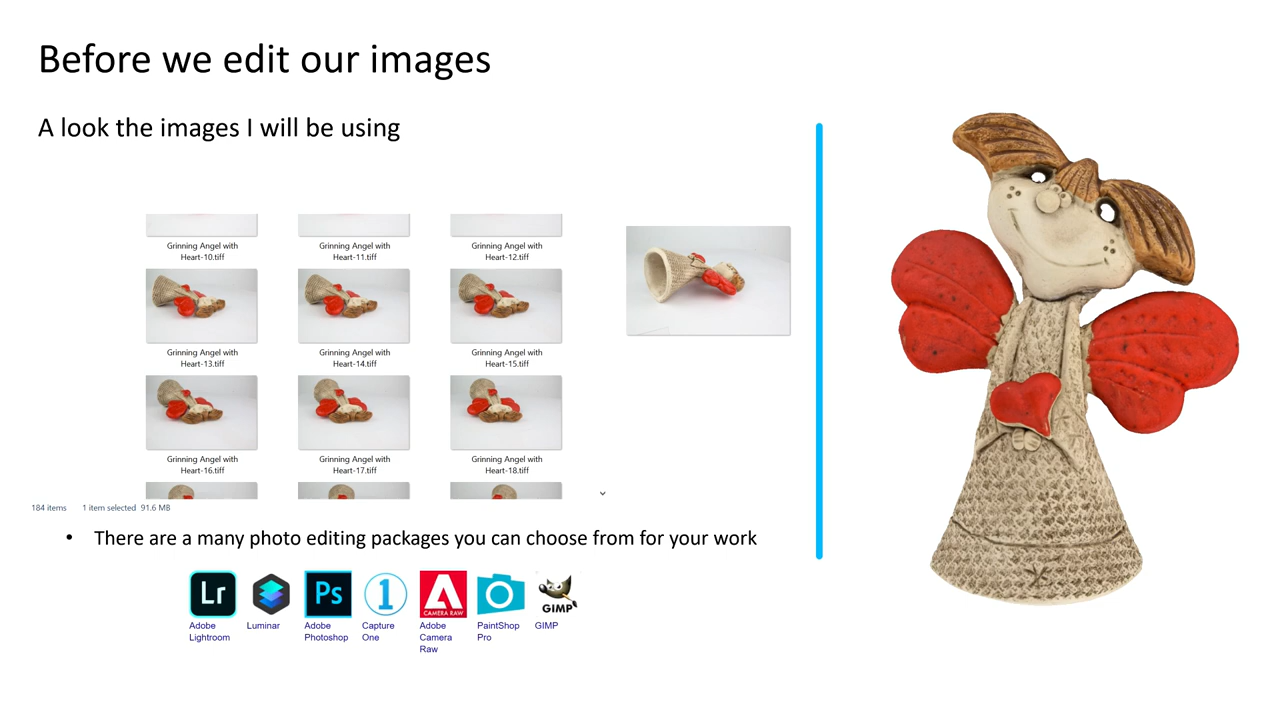 Before we edit our images
A look the images I will be using
Grinning Angel with
Heart-10.tiff
Grinning Angel with
Heart-11.tiff
Grinning Angel with
Heart-12.tiff
Grinning Angel with
Heart-13.tiff
Grinning Angel with
Heart-14.tiff
Grinning Angel with
Heart-15.tiff
Grinning Angel with
Heart-16.tiff
Grinning Angel with
Heart-17.tiff
Grinning Angel with
Heart-18.tiff
184 items 1 item selected 91.6 MB
• There are a many photo editing packages you can choose from for your work
Lr
Ps
1
CAMERA RAW
GIMP
Adobe
Lightroom
Luminar
Adobe
Photoshop
Capture
One
Adobe
Camera
Raw
PaintShop
Pro
GIMP